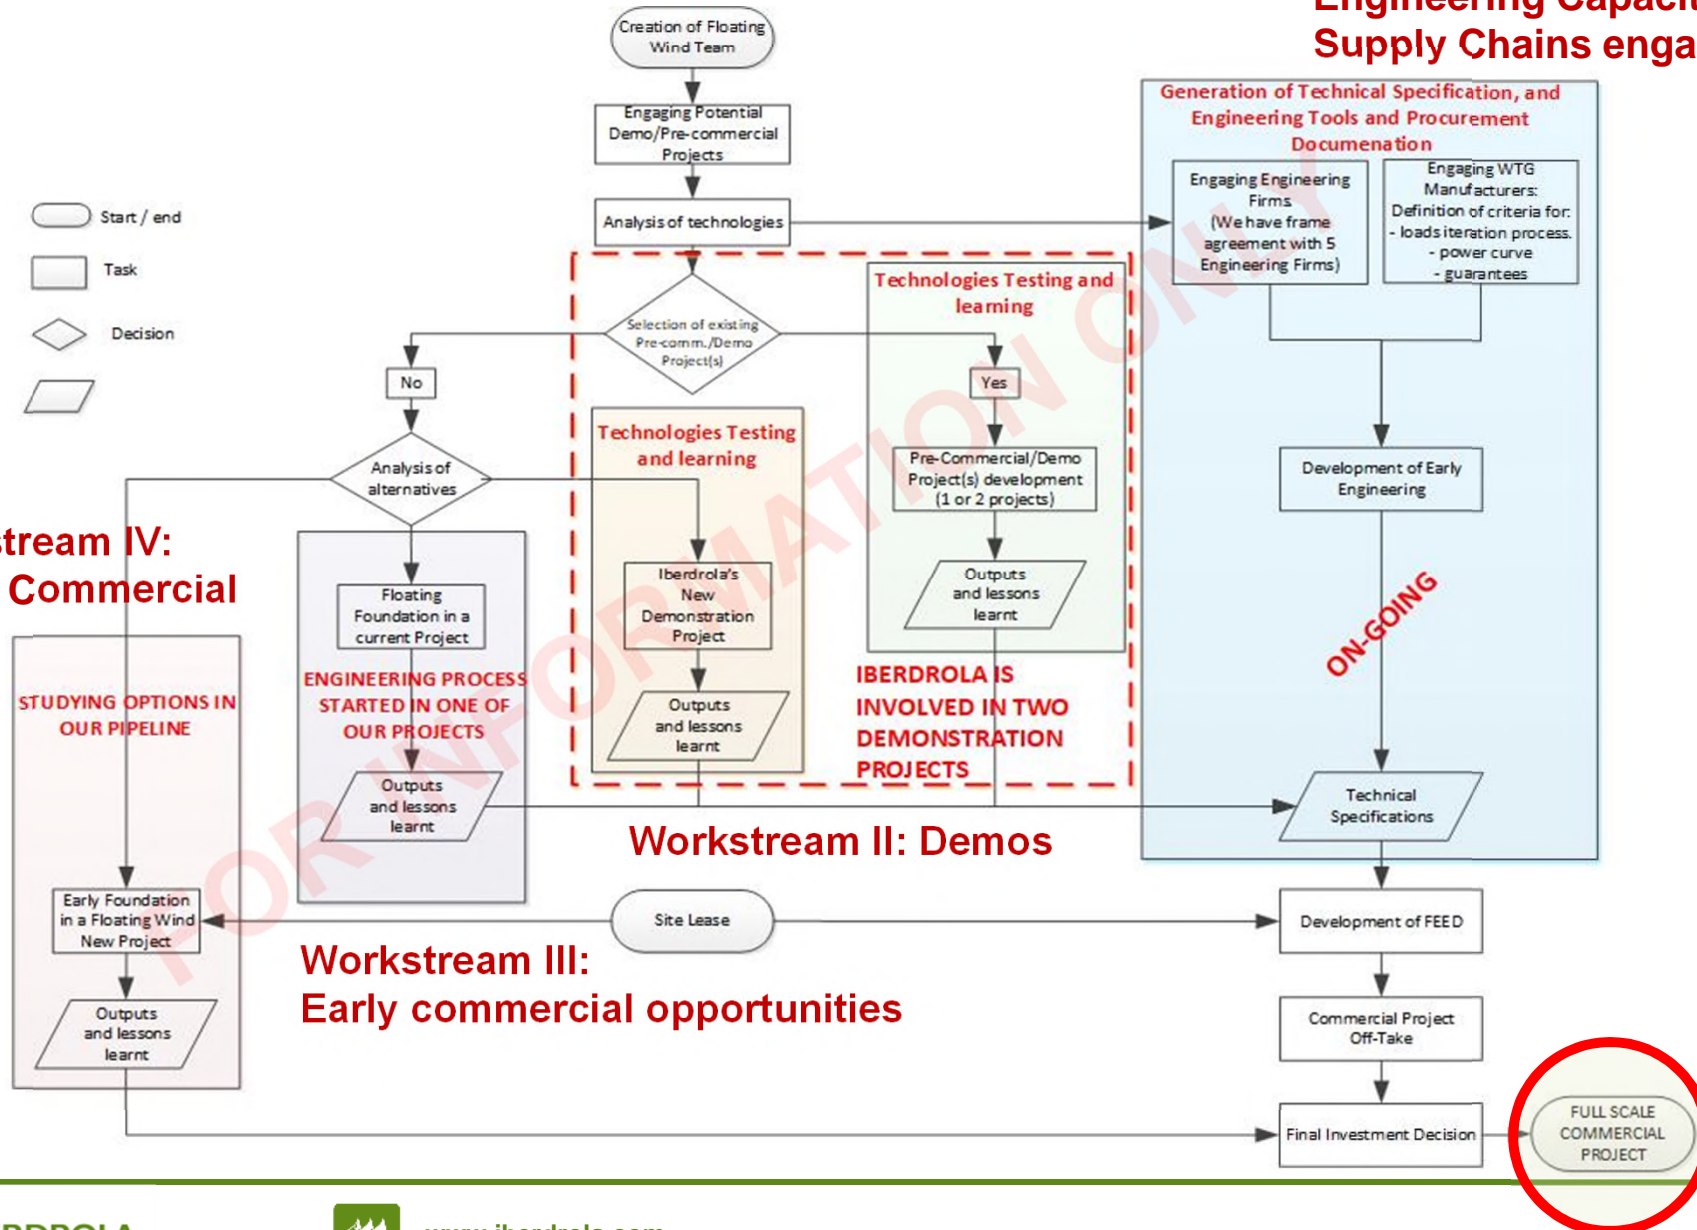 Engineering Capacit
Supply Chains enga
Creation of Floating
Wind Team
Engaging Potential
Demo/Pre-commercial
Projects
Analysis of technologies
Generation of Technical Specification, and
Engineering Tools and Procurement
Documenation
Engaging Engineering
Firms
(We have frame
agreement with 5
Engineering Firms)
Engaging WTG
Manufacturers:
Definition of criteria for:
- loads iteration process.
- power curve
- guarantees
Start / end
Task
Decision
Selection of existing
Pre-comm./Demo
Project(s)
Technologies Testing and
learning
No
Yes
Technologies Testing
and learning
Analysis of
alternatives
Pre-Commercial/Demo
Project(s) development
(1 or 2 projects)
Development of Early
Engineering
stream IV:
Commercial
Floating
Foundation in a
current Project
Iberdrola's
New
Demonstration
Project
Outputs
and lessons
learnt
ON-GOING
STUDYING OPTIONS IN
OUR PIPELINE
ENGINEERING PROCESS
STARTED IN ONE OF
OUR PROJECTS
Outputs
and lessons
learnt
IBERDROLA IS
INVOLVED IN TWO
DEMONSTRATION
PROJECTS
Outputs
and lessons
learnt
Technical
Specifications
Workstream II: Demos
Early Foundation
in a Floating Wind
New Project
Site Lease
Development of FEED
Workstream III:
Early commercial opportunities
Outputs
and lessons
learnt
Commercial Project
Off-Take
Final Investment Decision
FULL SCALE
COMMERCIAL
PROJECT
FOR INFORMATION ONLY